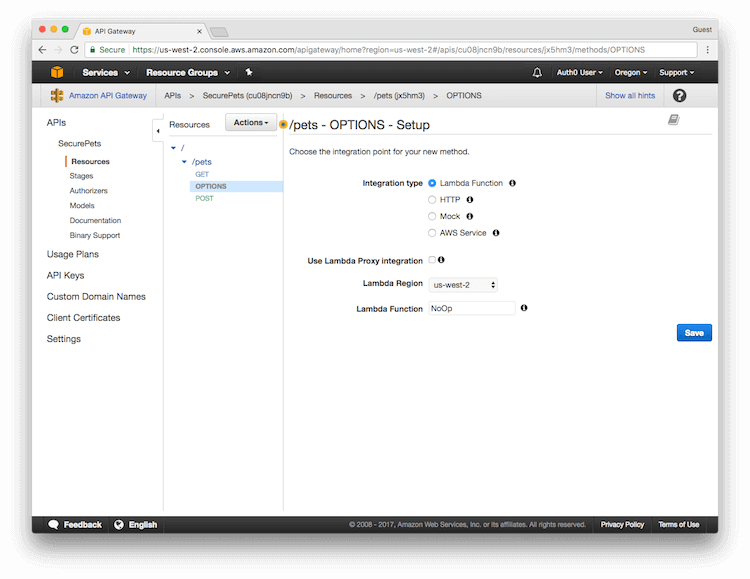 API Gateway
Guest
Secure https://us-west-2.console.aws.amazon.com/apigateway/home?region=us-west-2#/apis/cu08jncn9b/resources/jx5hm3/methods/OPTIONS
Services Resource Groups Auth0 User Oregon Support
Amazon API Gateway APIs > SecurePets (cu08jncn9b) > Resources > /pets (jx5hm3) > OPTIONS Show all hints ?
APIs
SecurePets
Resources
Stages
Authorizers
Models
Documentation
Binary Support
Usage Plans
API Keys
Custom Domain Names
Client Certificates
Settings
Resources Actions
/
/pets
GET
OPTIONS
POST
/pets - OPTIONS - Setup
Choose the integration point for your new method.
Integration type Lambda Function
HTTP
Mock
AWS Service
Use Lambda Proxy integration
Lambda Region us-west-2
Lambda Function NoOp
Save
Feedback English © 2008 - 2017, Amazon Web Services, Inc. or its affiliates. All rights reserved. Privacy Policy Terms of Use